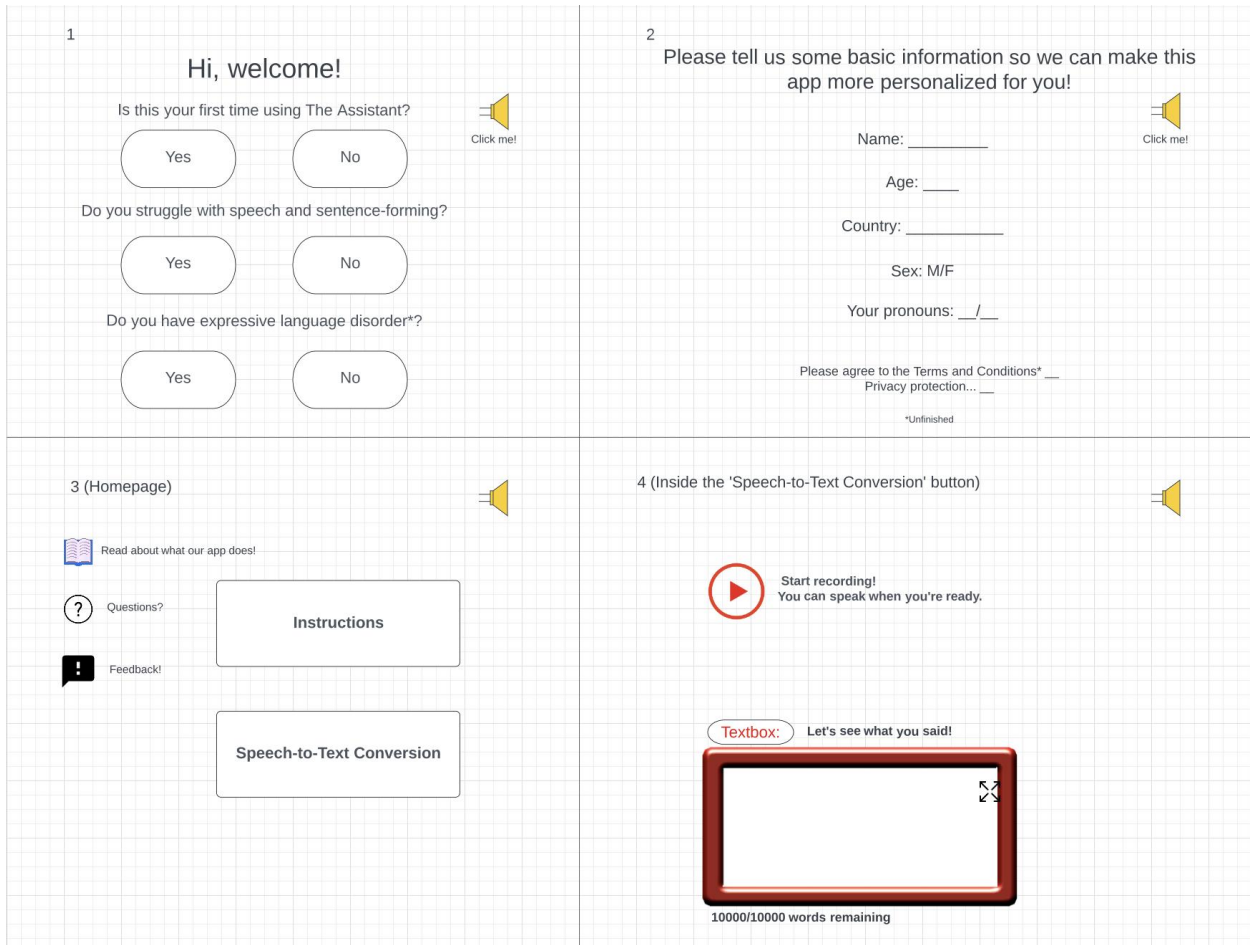 1
Hi, welcome!
Is this your first time using The Assistant?
Click me!
Yes No
Do you struggle with speech and sentence-forming?
Yes No
Do you have expressive language disorder*?
Yes No
2
Please tell us some basic information so we can make this
app more personalized for you!
Click me!
Name: _________
Age: ____
Country: ___________
Sex: M/F
Your pronouns: __/__
Please agree to the Terms and Conditions* __
Privacy protection... __
*Unfinished
3 (Homepage)
Read about what our app does!
? Questions?
! Feedback!
Instructions
Speech-to-Text Conversion
4 (Inside the 'Speech-to-Text Conversion' button)
Start recording!
You can speak when you're ready.
Textbox: Let's see what you said!
10000/10000 words remaining